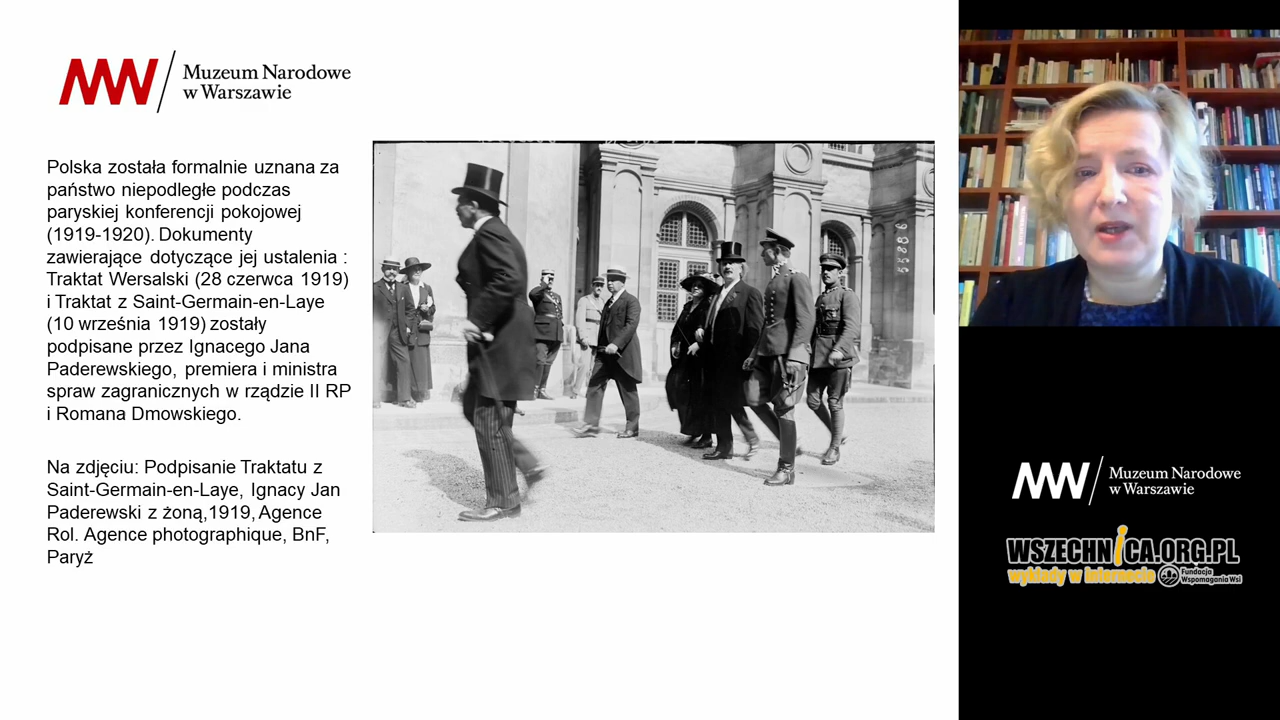 Muzeum Narodowe
w Warszawie
Polska została formalnie uznana za
państwo niepodległe podczas
paryskiej konferencji pokojowej
(1919-1920). Dokumenty
zawierające dotyczące jej ustalenia :
Traktat Wersalski (28 czerwca 1919)
i Traktat z Saint-Germain-en-Laye
(10 września 1919) zostały
podpisane przez Ignacego Jana
Paderewskiego, premiera i ministra
spraw zagranicznych w rządzie II RP
i Romana Dmowskiego.
Na zdjęciu: Podpisanie Traktatu z
Saint-Germain-en-Laye, Ignacy Jan
Paderewski z żoną,1919, Agence
Rol. Agence photographique, BnF,
Paryż
55886
Muzeum Narodowe
w Warszawie
WSZECHNICA.ORG.PL
wykłady w internecie
Fundacja
Wspomagania Wsi